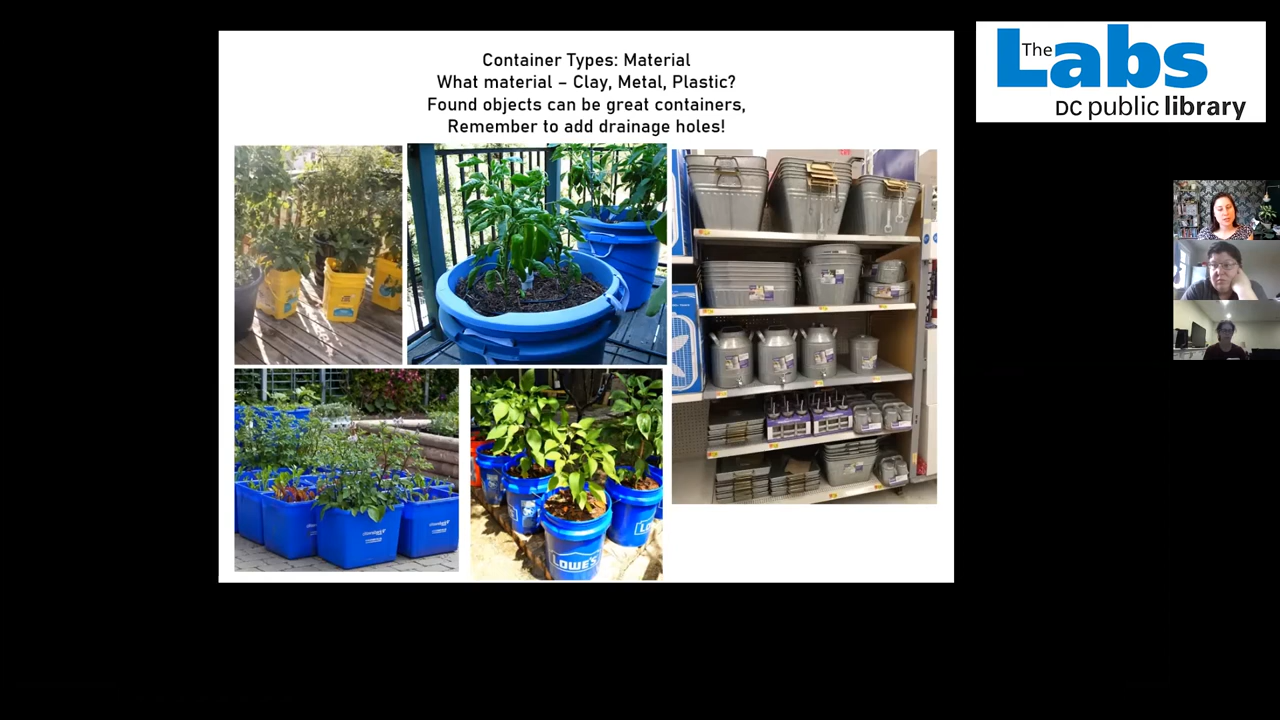 Container Types: Material
What material – Clay, Metal, Plastic?
Found objects can be great containers,
Remember to add drainage holes!
The Labs
DC public library
LOWE'S